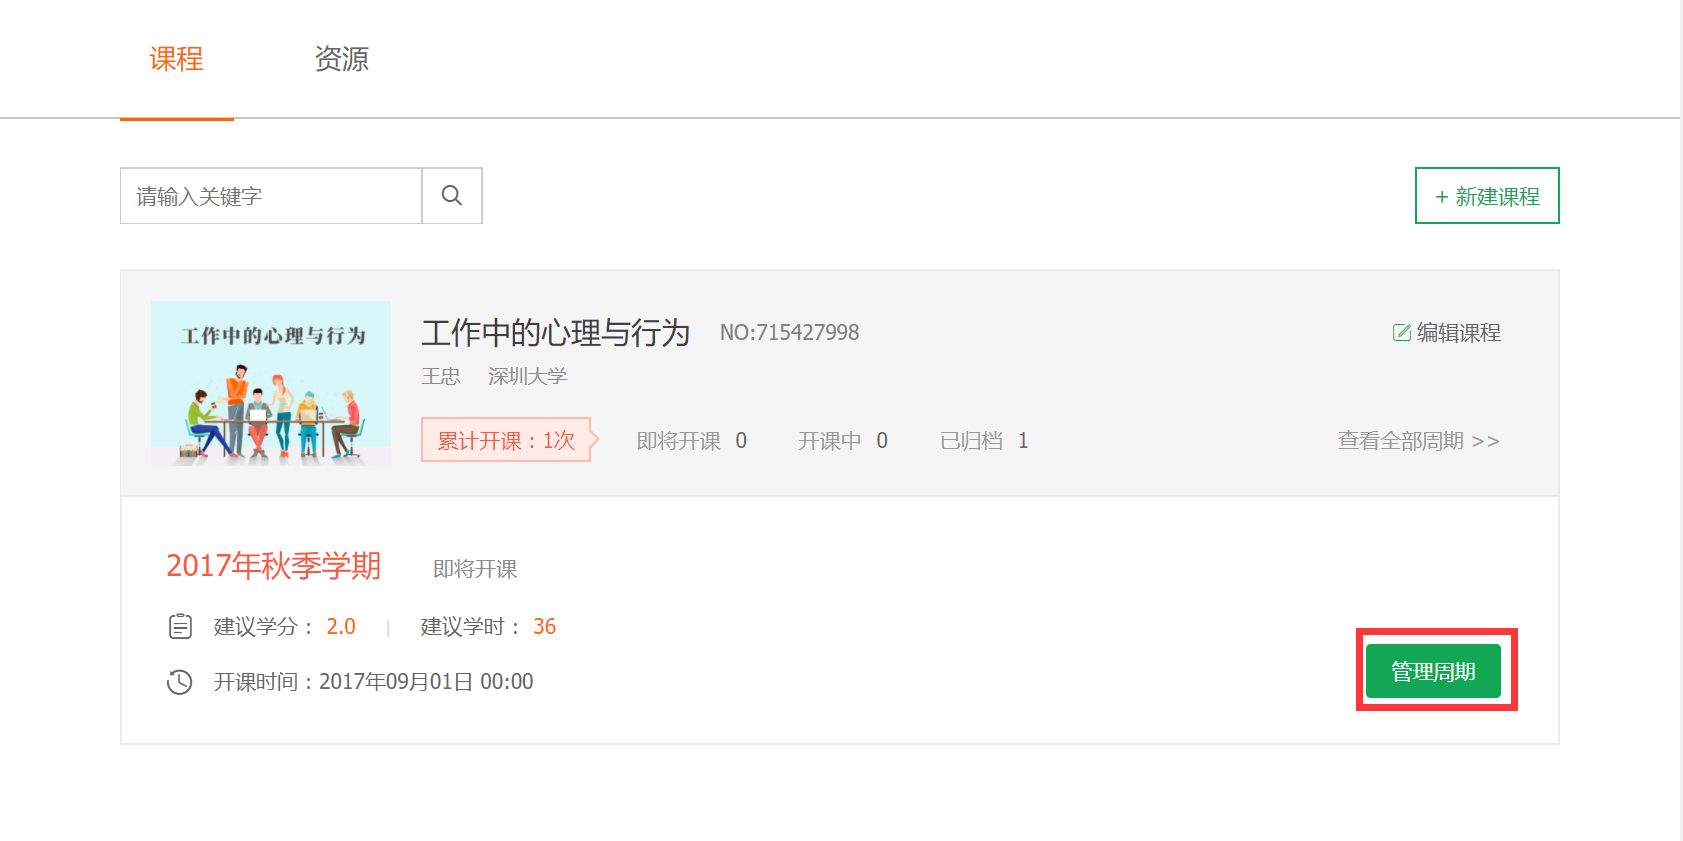 课程 资源
请输入关键字
+ 新建课程
工作中的心理与行为
工作中的心理与行为 NO:715427998 编辑课程
王忠 深圳大学
累计开课：1次 即将开课 0 开课中 0 已归档 1 查看全部周期 >>
2017年秋季学期 即将开课
建议学分： 2.0 | 建议学时： 36
开课时间：2017年09月01日 00:00
管理周期